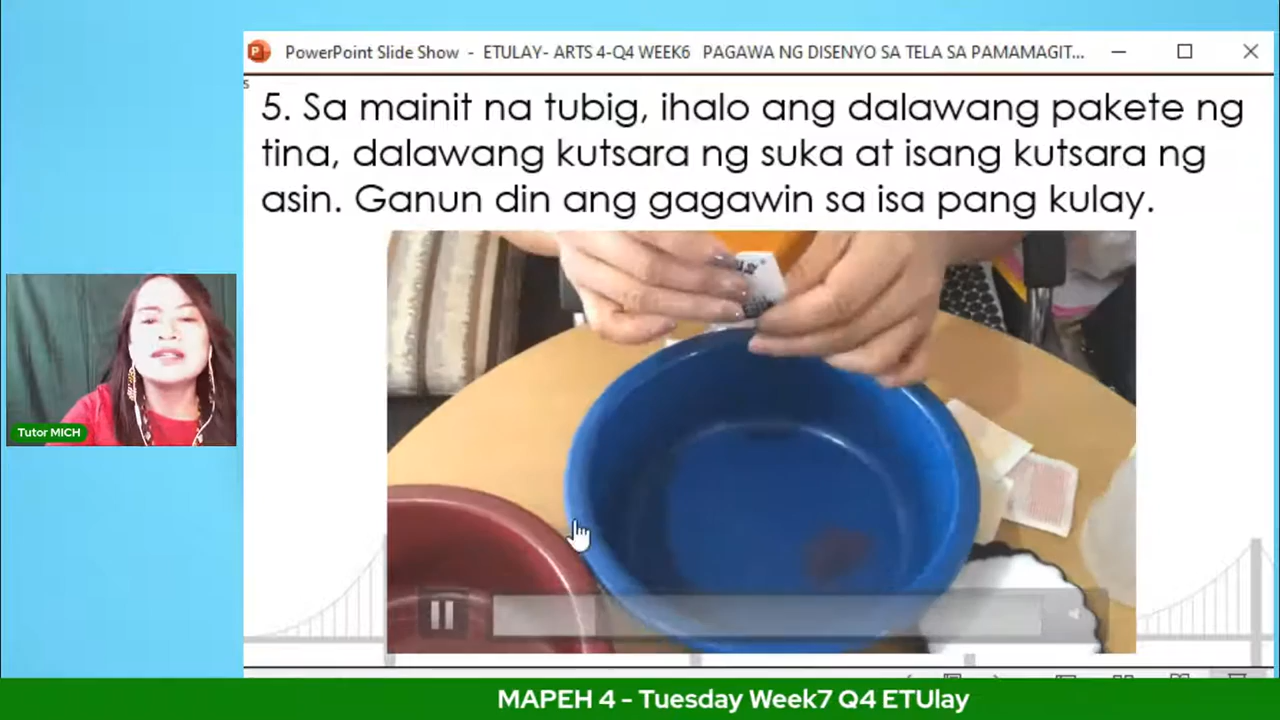 PowerPoint Slide Show - ETULAY- ARTS 4-Q4 WEEK6 PAGAWA NG DISENYO SA TELA SA PAMAMAGIT...
s
5. Sa mainit na tubig, ihalo ang dalawang pakete ng
tina, dalawang kutsara ng suka at isang kutsara ng
asin. Ganun din ang gagawin sa isa pang kulay.
Tutor MICH
MAPEH 4 - Tuesday Week7 Q4 ETUlay